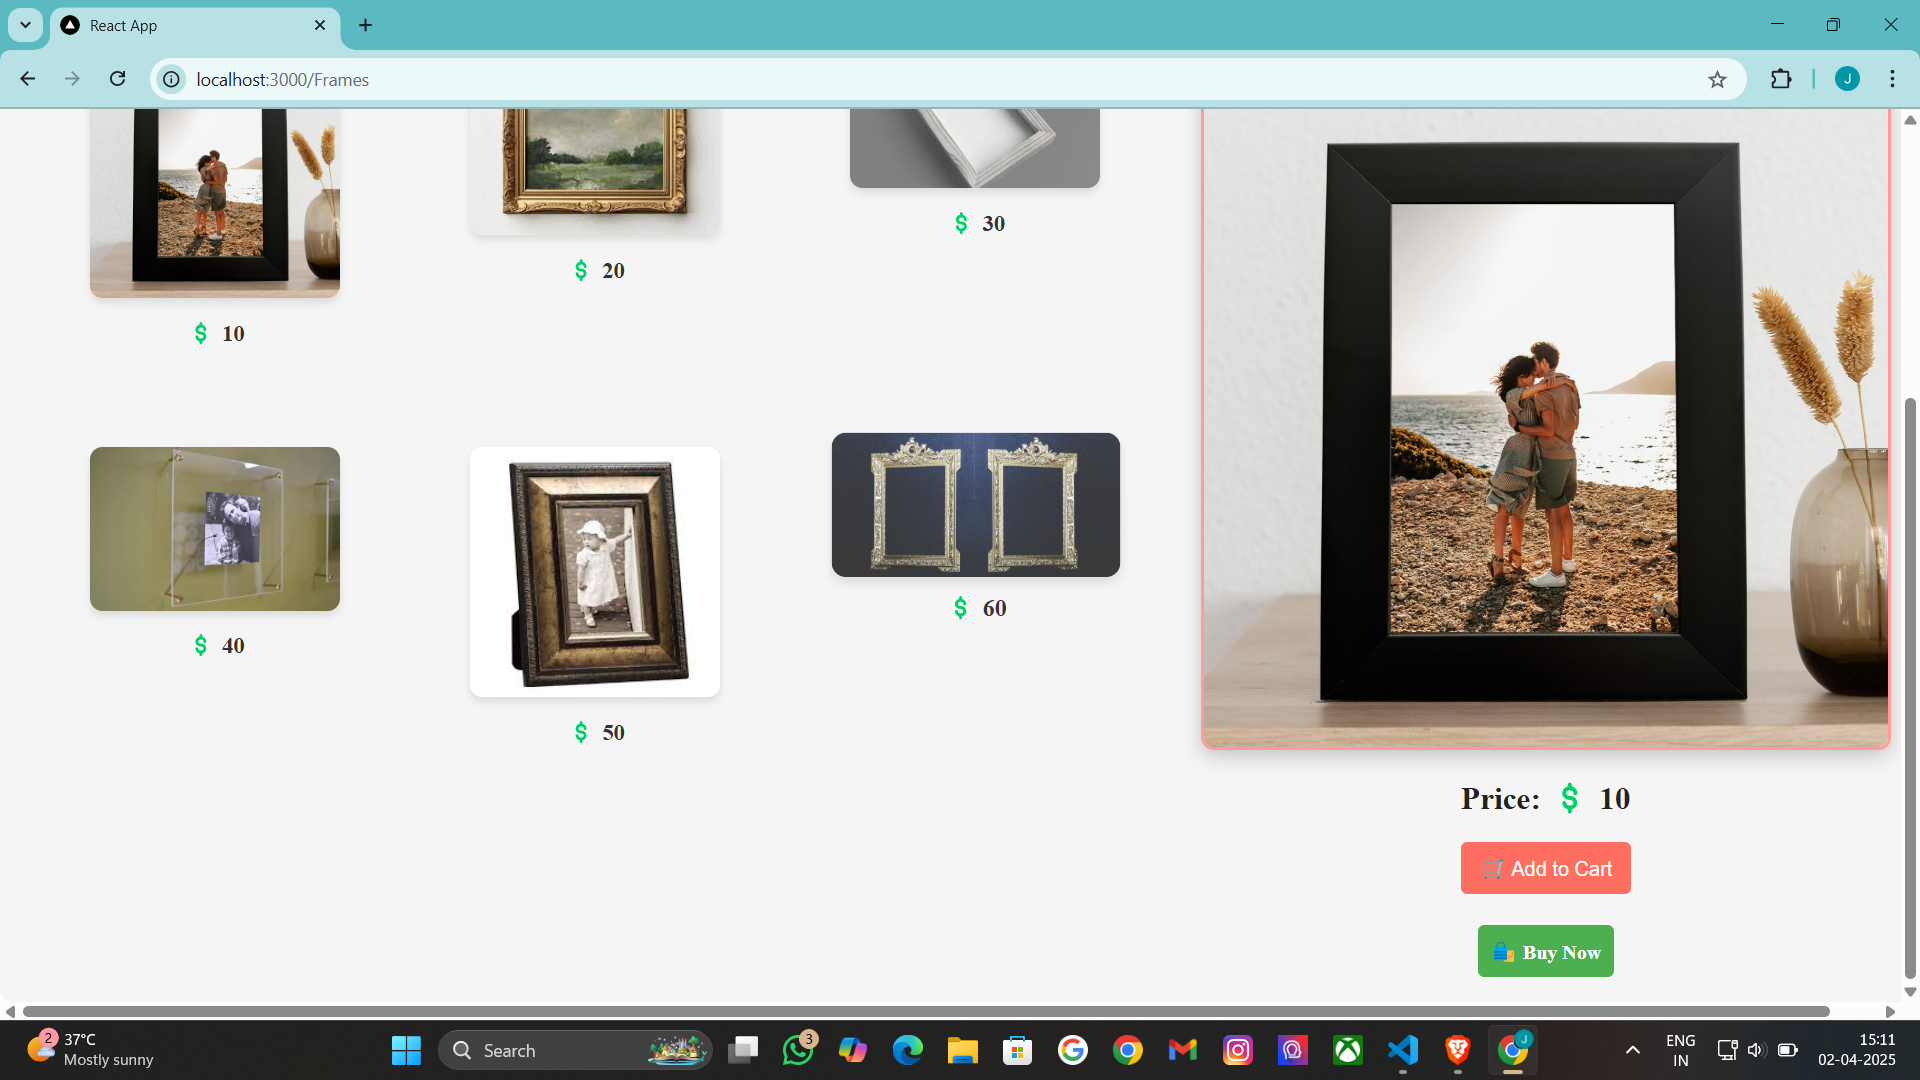 React App
localhost:3000/Frames
J
$ 10
$ 20
$ 30
$ 40
$ 50
$ 60
Price: $ 10
🛒 Add to Cart
🛍️ Buy Now
2
37°C
Mostly sunny
Search
3
J
ENG
IN
15:11
02-04-2025